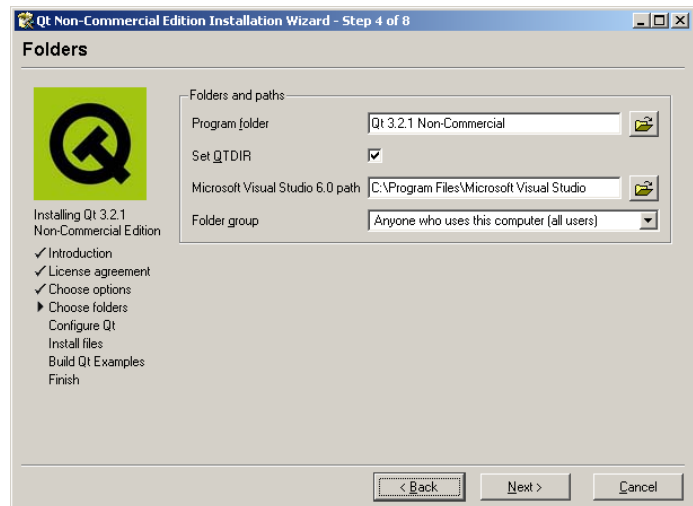 Qt Non-Commercial Edition Installation Wizard - Step 4 of 8
Folders
Folders and paths
Program folder Qt 3.2.1 Non-Commercial
Set QTDIR
Microsoft Visual Studio 6.0 path C:\Program Files\Microsoft Visual Studio
Folder group Anyone who uses this computer (all users)
Installing Qt 3.2.1
Non-Commercial Edition
✓ Introduction
✓ License agreement
✓ Choose options
Choose folders
Configure Qt
Install files
Build Qt Examples
Finish
< Back Next > Cancel